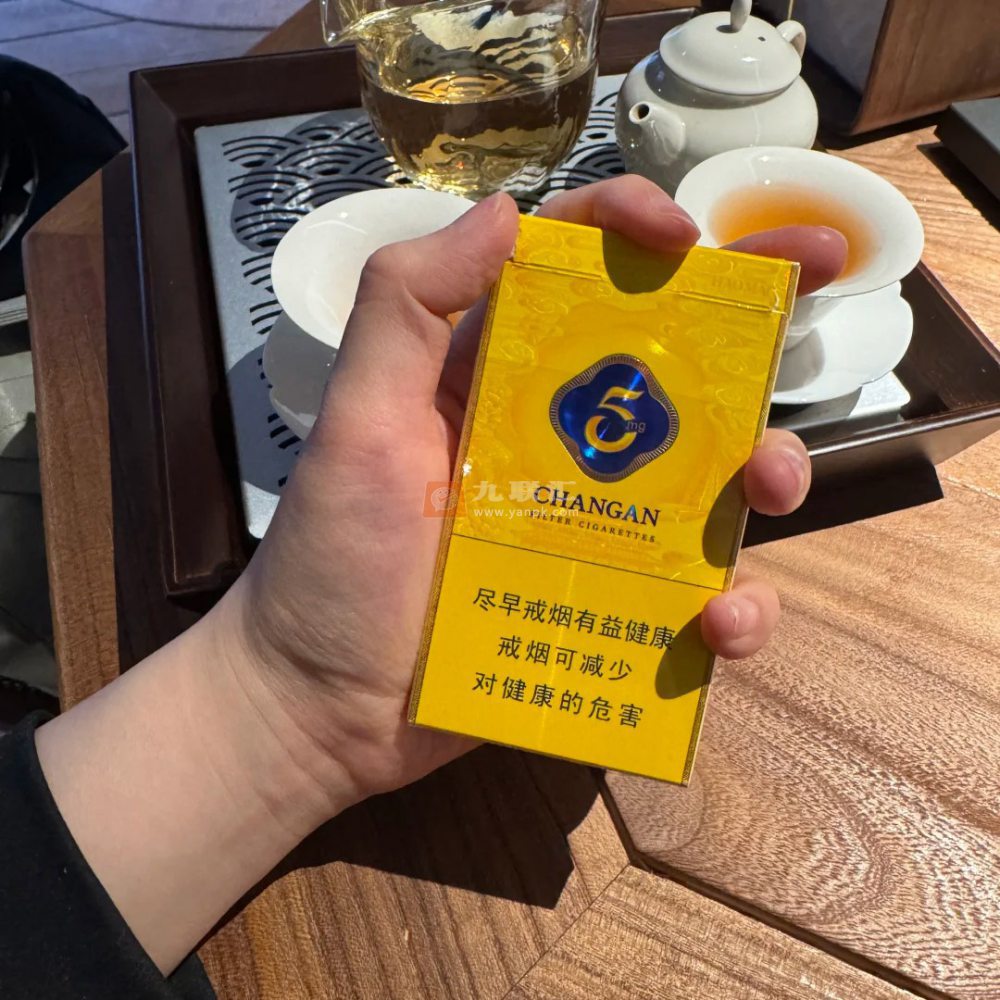 HAOMA
5
mg
CHANGAN
FILTER CIGARETTES
九联汇
www.yanpk.com
尽早戒烟有益健康
戒烟可减少
对健康的危害